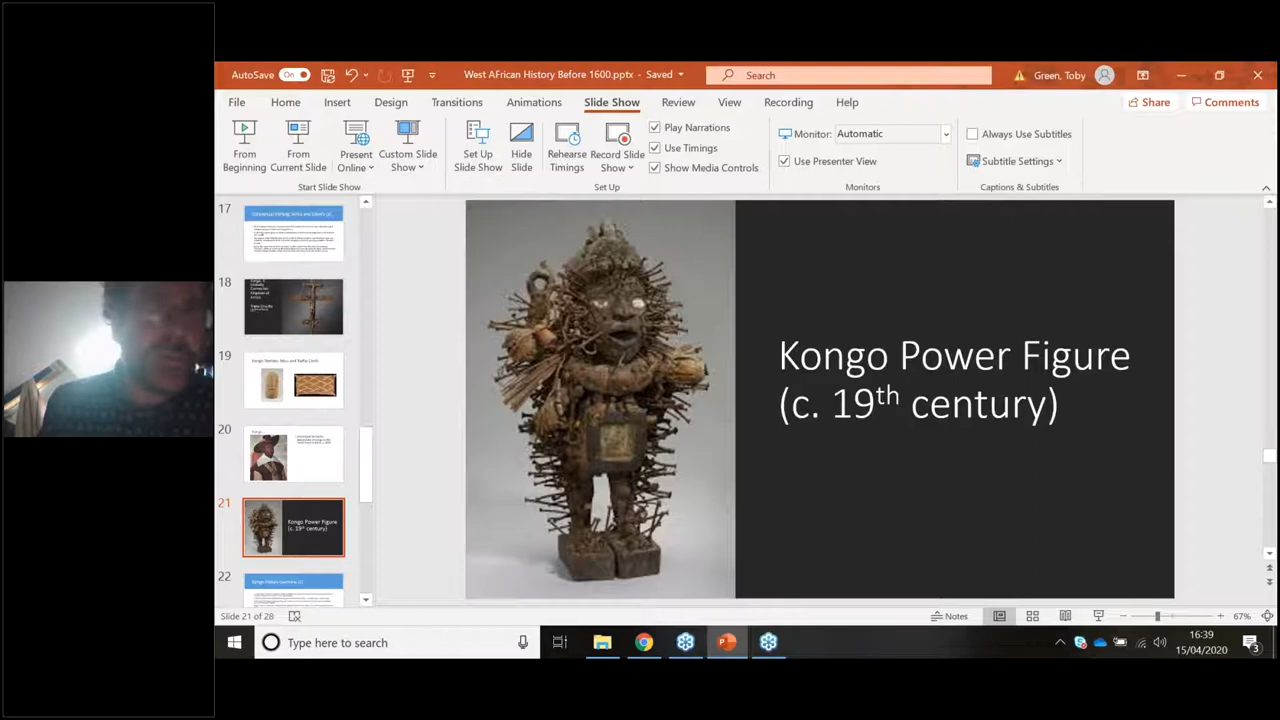 AutoSave On West AFrican History Before 1600.pptx - Saved Search Green, Toby
File Home Insert Design Transitions Animations Slide Show Review View Recording Help Share Comments
From Beginning
From Current Slide
Present Online
Custom Slide Show
Start Slide Show
Set Up Slide Show
Hide Slide
Rehearse Timings
Record Slide Show
Play Narrations
Use Timings
Show Media Controls
Set Up
Monitor: Automatic
Use Presenter View
Monitors
Always Use Subtitles
Subtitle Settings
Captions & Subtitles
17
18
19
20
21
Kongo Power Figure
(c. 19th century)
22
Kongo Power Figure
(c. 19th century)
Slide 21 of 28 Notes 67%
Type here to search
16:39
15/04/2020
3